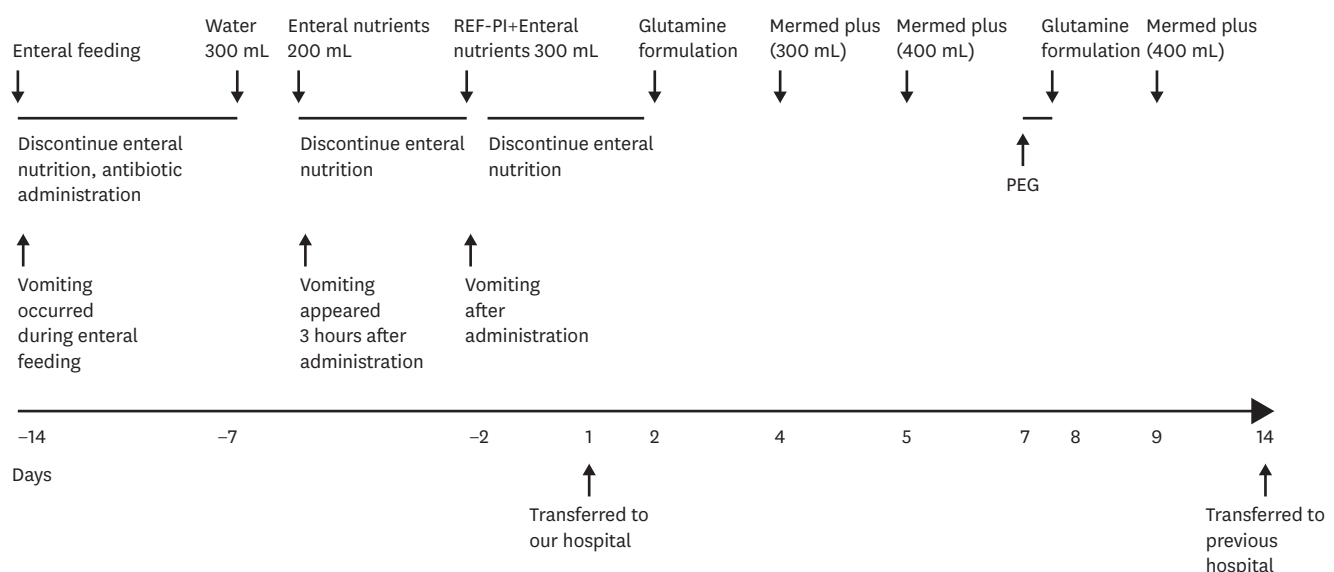 Enteral feeding
Water
300 mL
Enteral nutrients
200 mL
REF-PI+Enteral
nutrients 300 mL
Glutamine
formulation
Mermed plus
(300 mL)
Mermed plus
(400 mL)
Glutamine
formulation
Mermed plus
(400 mL)
Discontinue enteral
nutrition, antibiotic
administration
Discontinue enteral
nutrition
Discontinue enteral
nutrition
PEG
Vomiting
occurred
during enteral
feeding
Vomiting
appeared
3 hours after
administration
Vomiting
after
administration
–14 –7 –2 1 2 4 5 7 8 9 14
Days
Transferred to
our hospital
Transferred to
previous
hospital